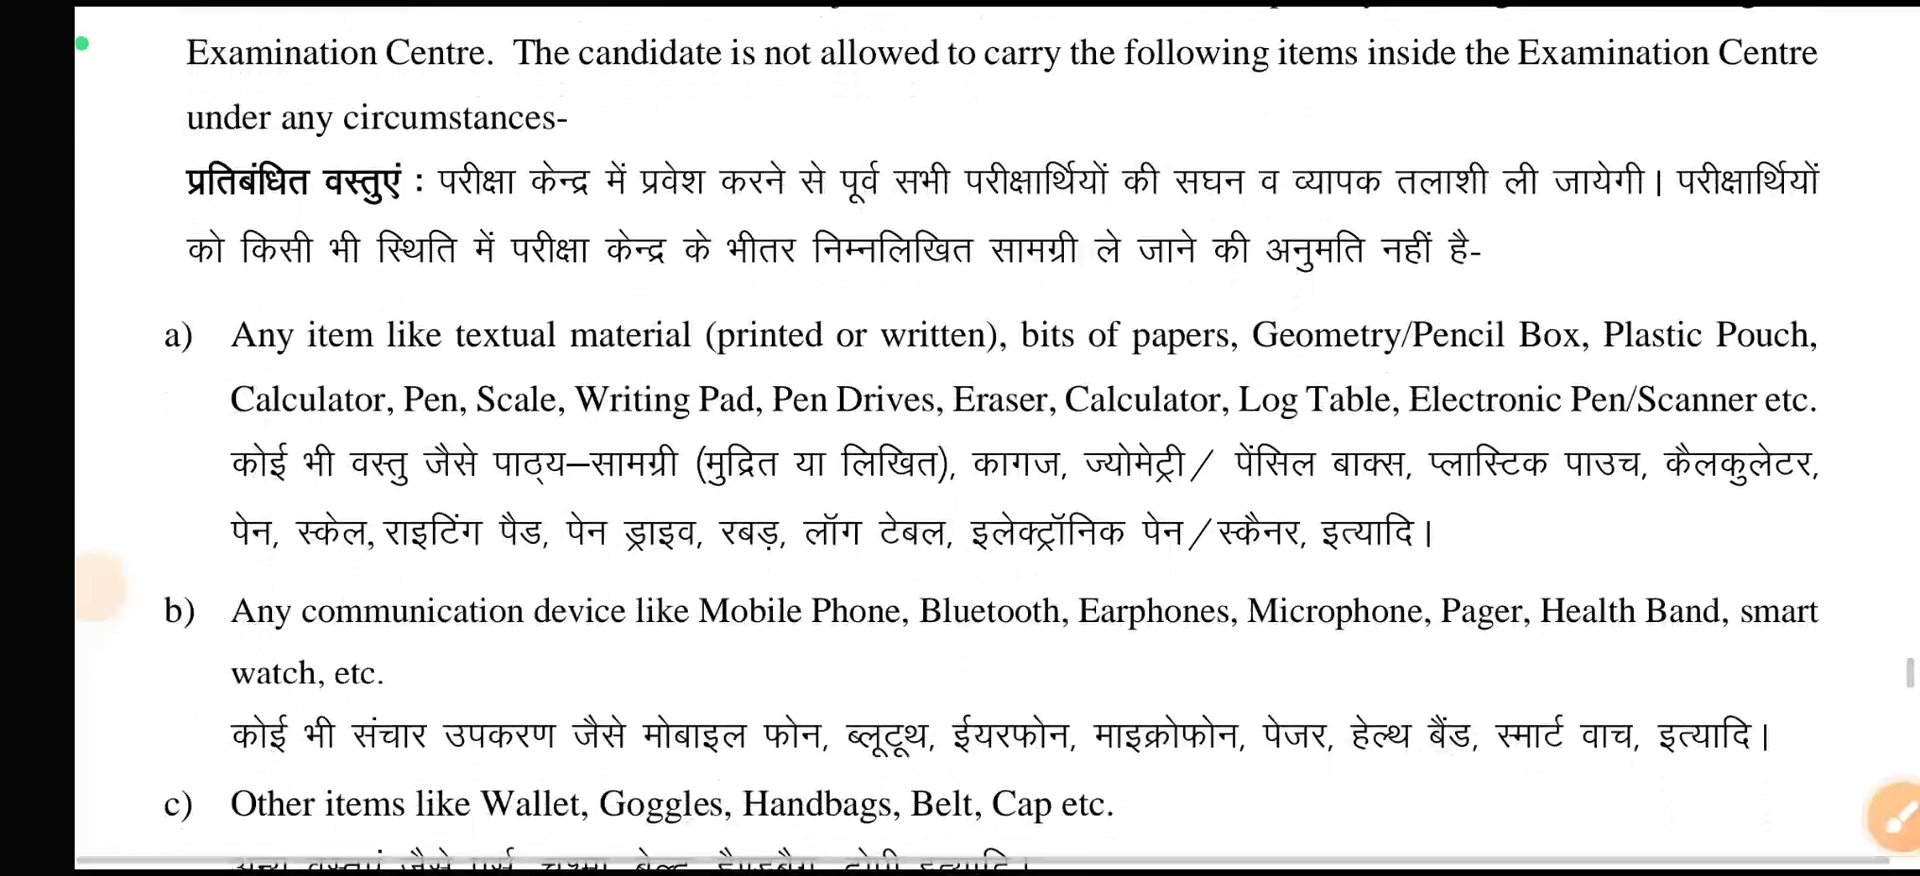 Examination Centre. The candidate is not allowed to carry the following items inside the Examination Centre
under any circumstances-
प्रतिबंधित वस्तुएं : परीक्षा केन्द्र में प्रवेश करने से पूर्व सभी परीक्षार्थियों की सघन व व्यापक तलाशी ली जायेगी। परीक्षार्थियों
को किसी भी स्थिति में परीक्षा केन्द्र के भीतर निम्नलिखित सामग्री ले जाने की अनुमति नहीं है-
a) Any item like textual material (printed or written), bits of papers, Geometry/Pencil Box, Plastic Pouch,
Calculator, Pen, Scale, Writing Pad, Pen Drives, Eraser, Calculator, Log Table, Electronic Pen/Scanner etc.
कोई भी वस्तु जैसे पाठ्य–सामग्री (मुद्रित या लिखित), कागज, ज्योमेट्री/ पेंसिल बाक्स, प्लास्टिक पाउच, कैलकुलेटर,
पेन, स्केल, राइटिंग पैड, पेन ड्राइव, रबड़, लॉग टेबल, इलेक्ट्रॉनिक पेन/स्कैनर, इत्यादि।
b) Any communication device like Mobile Phone, Bluetooth, Earphones, Microphone, Pager, Health Band, smart
watch, etc.
कोई भी संचार उपकरण जैसे मोबाइल फोन, ब्लूटूथ, ईयरफोन, माइक्रोफोन, पेजर, हेल्थ बैंड, स्मार्ट वाच, इत्यादि।
c) Other items like Wallet, Goggles, Handbags, Belt, Cap etc.